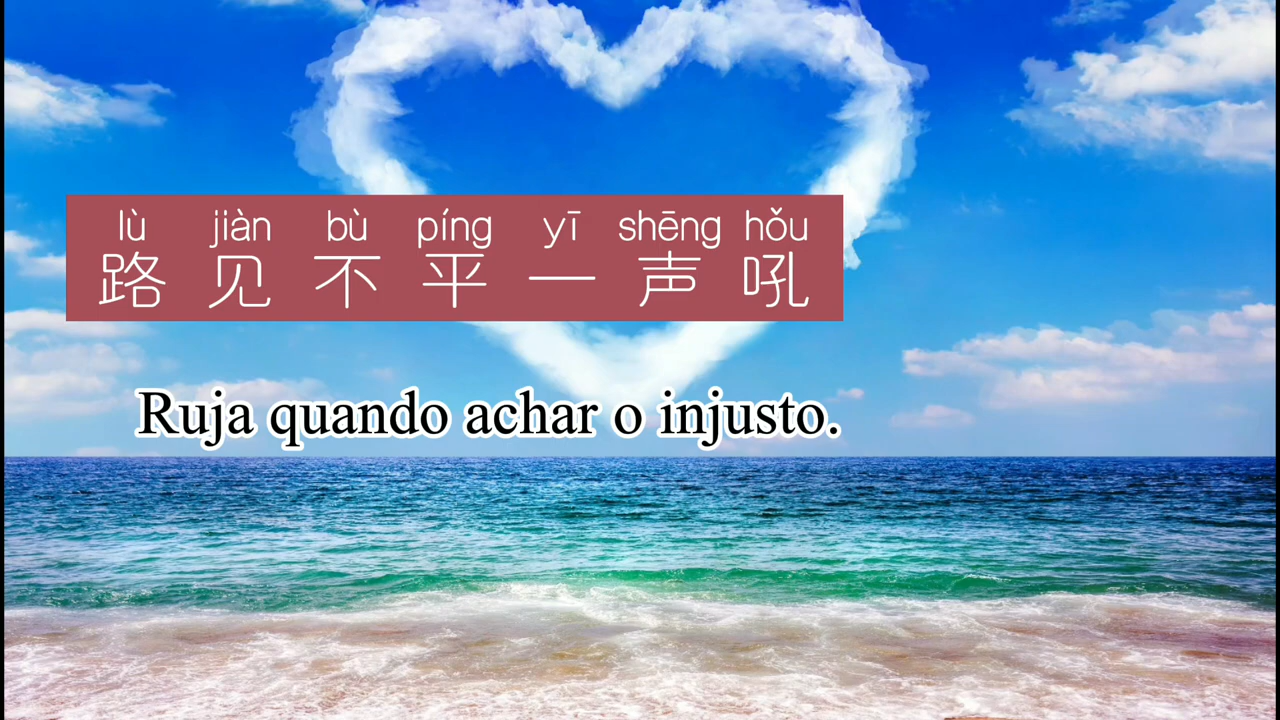 lù jiàn bù píng yī shēng hǒu
路见不平一声吼
Ruja quando achar o injusto.